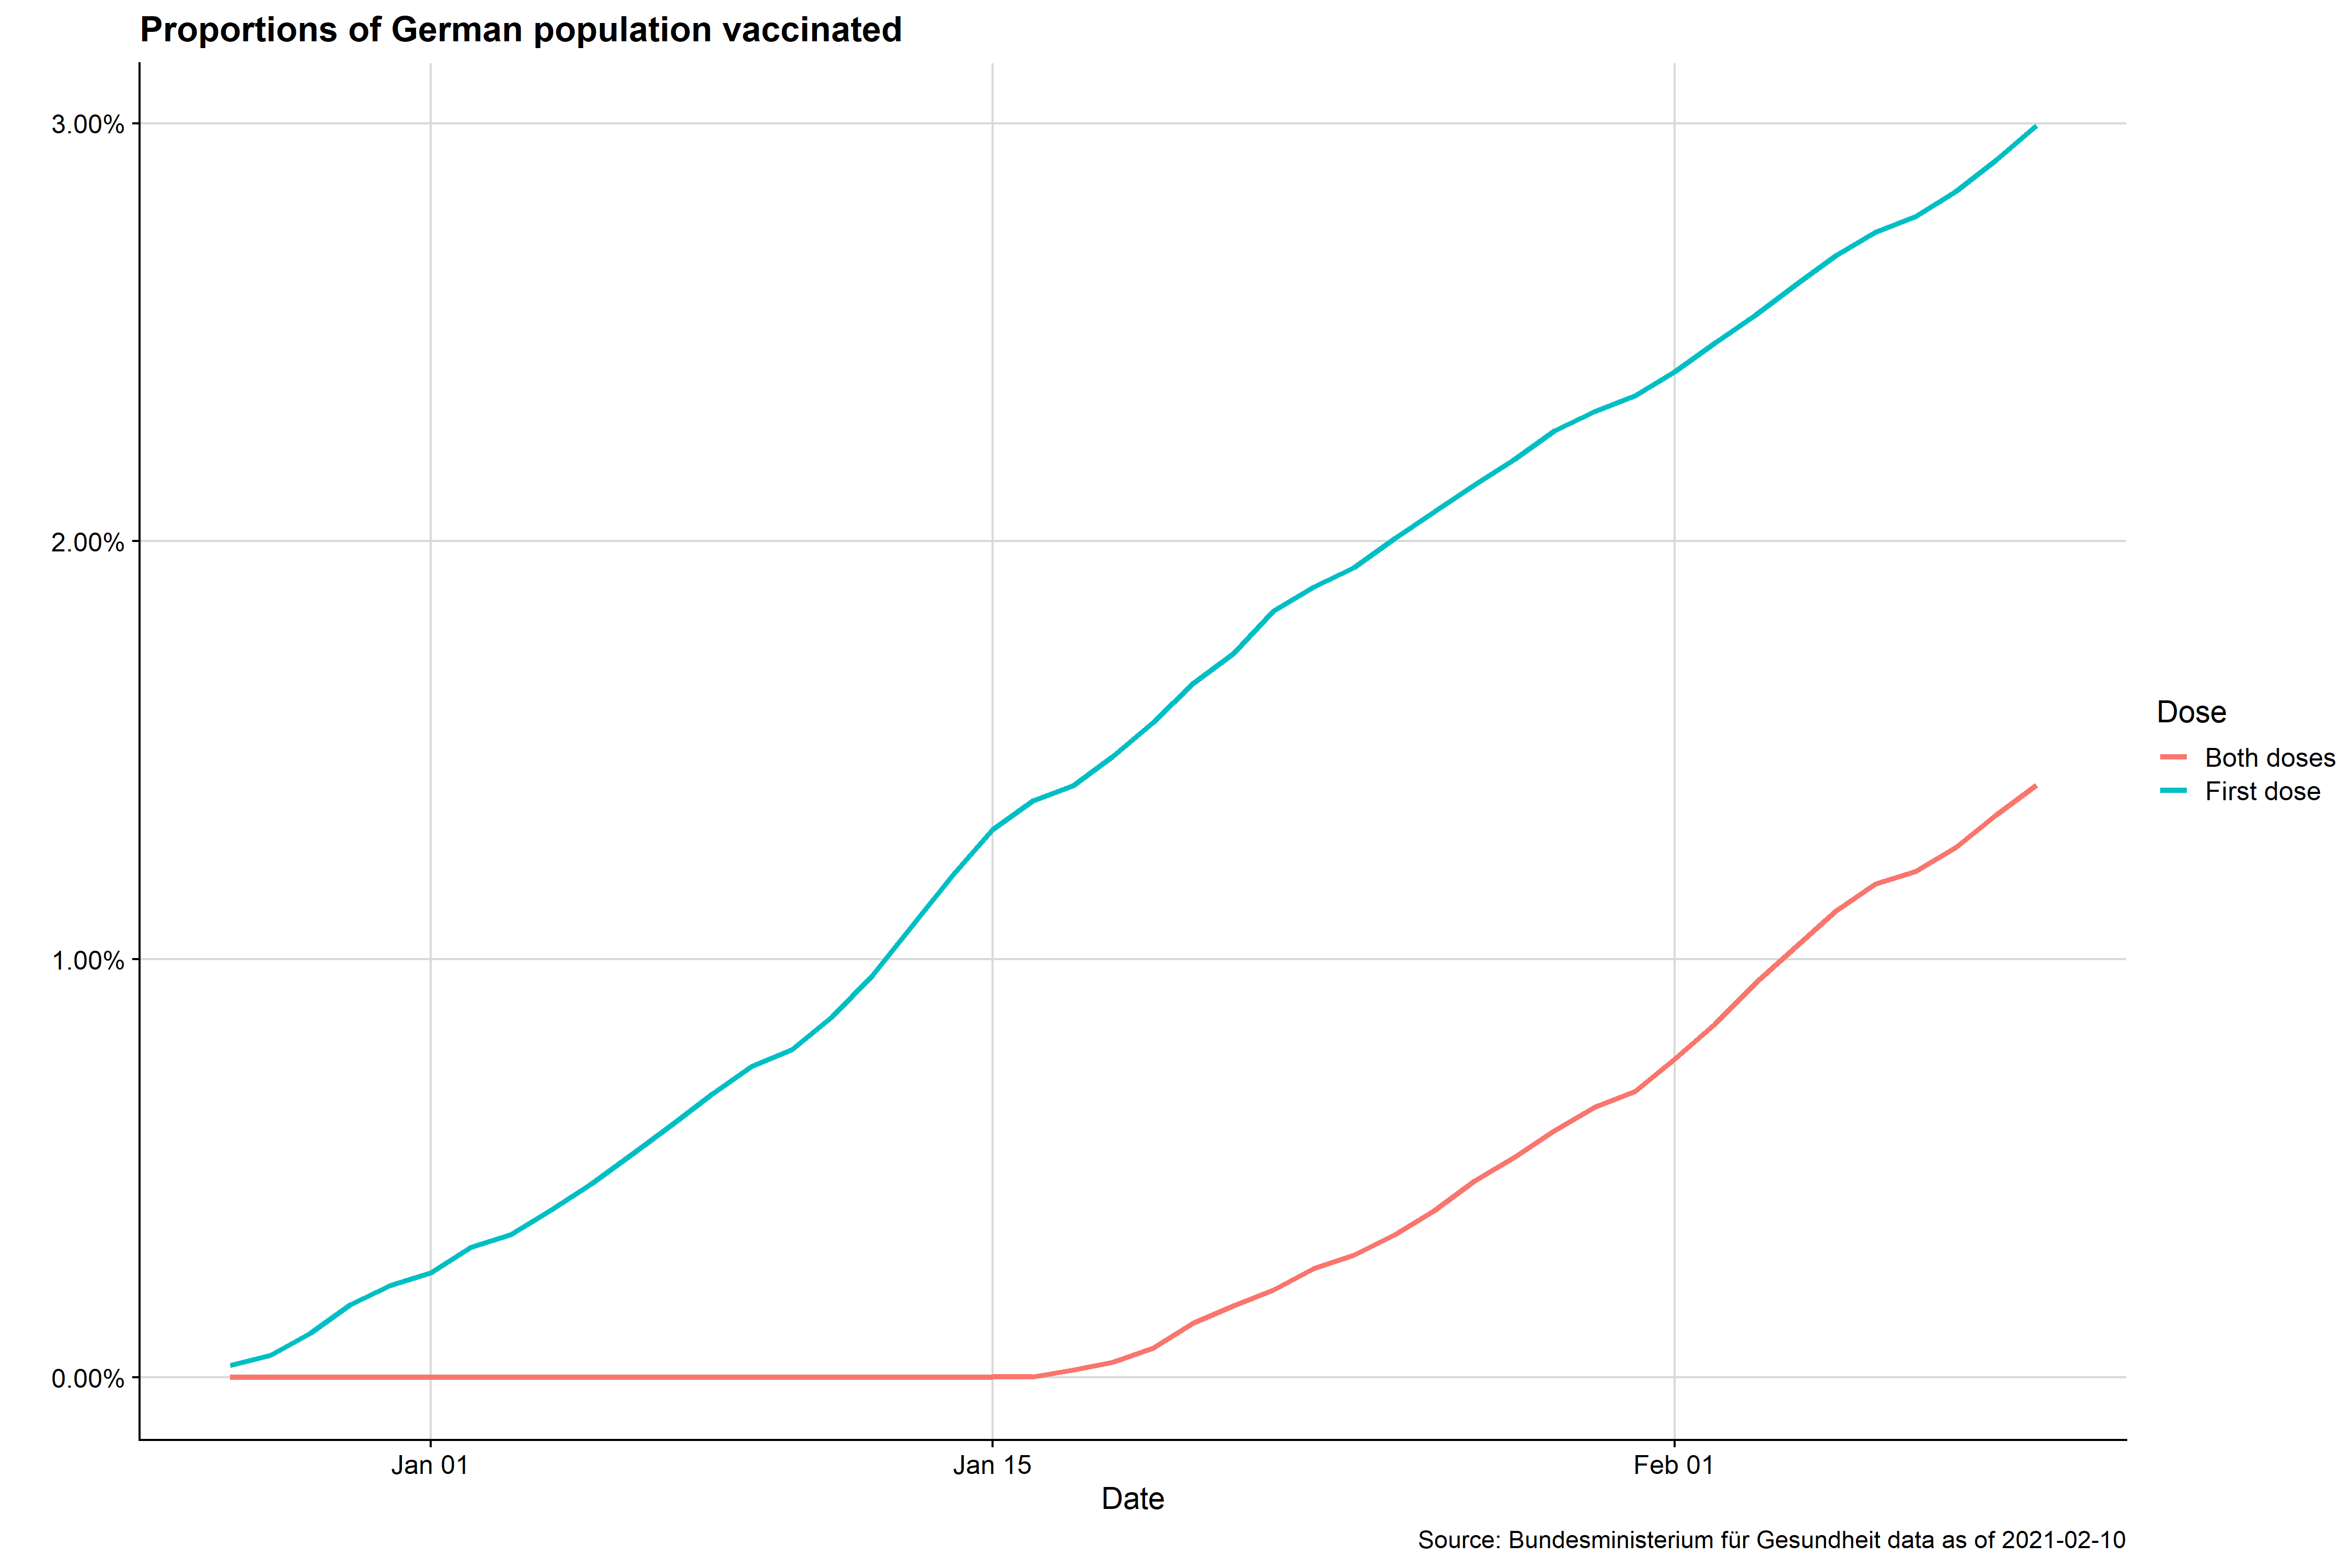 Proportions of German population vaccinated
3.00%
2.00%
1.00%
0.00%
Jan 01
Jan 15
Feb 01
Date
Dose
Both doses
First dose
Source: Bundesministerium für Gesundheit data as of 2021-02-10